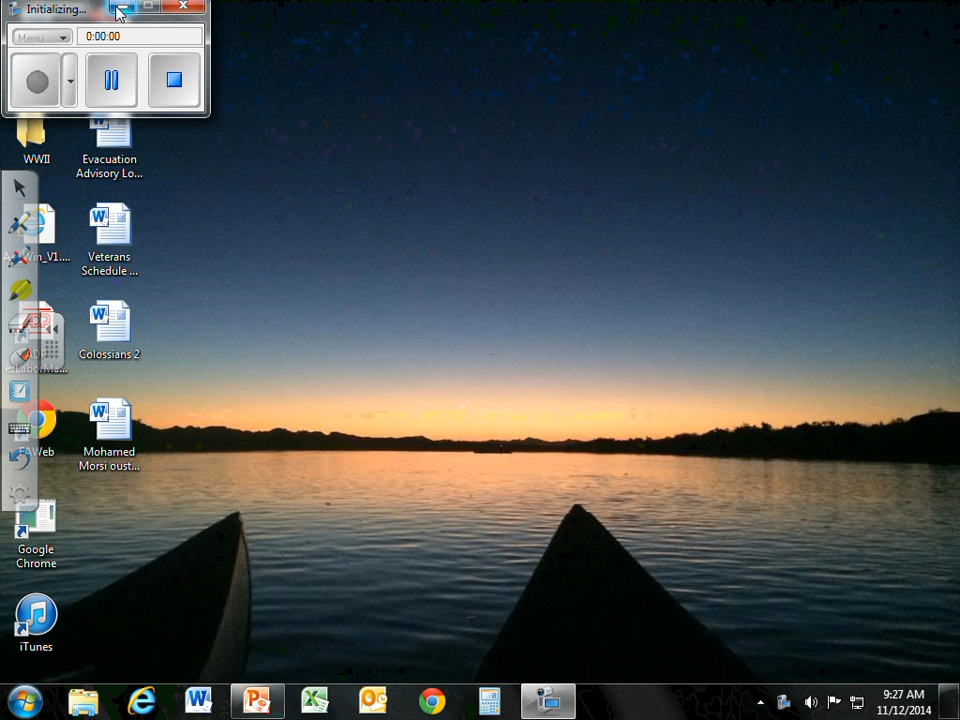 Initializing...
Menu
0:00:00
WWII
Evacuation
Advisory Lo...
Veterans
Schedule ...
Colossians 2
Mohamed
Morsi oust...
Google
Chrome
iTunes
9:27 AM
11/12/2014